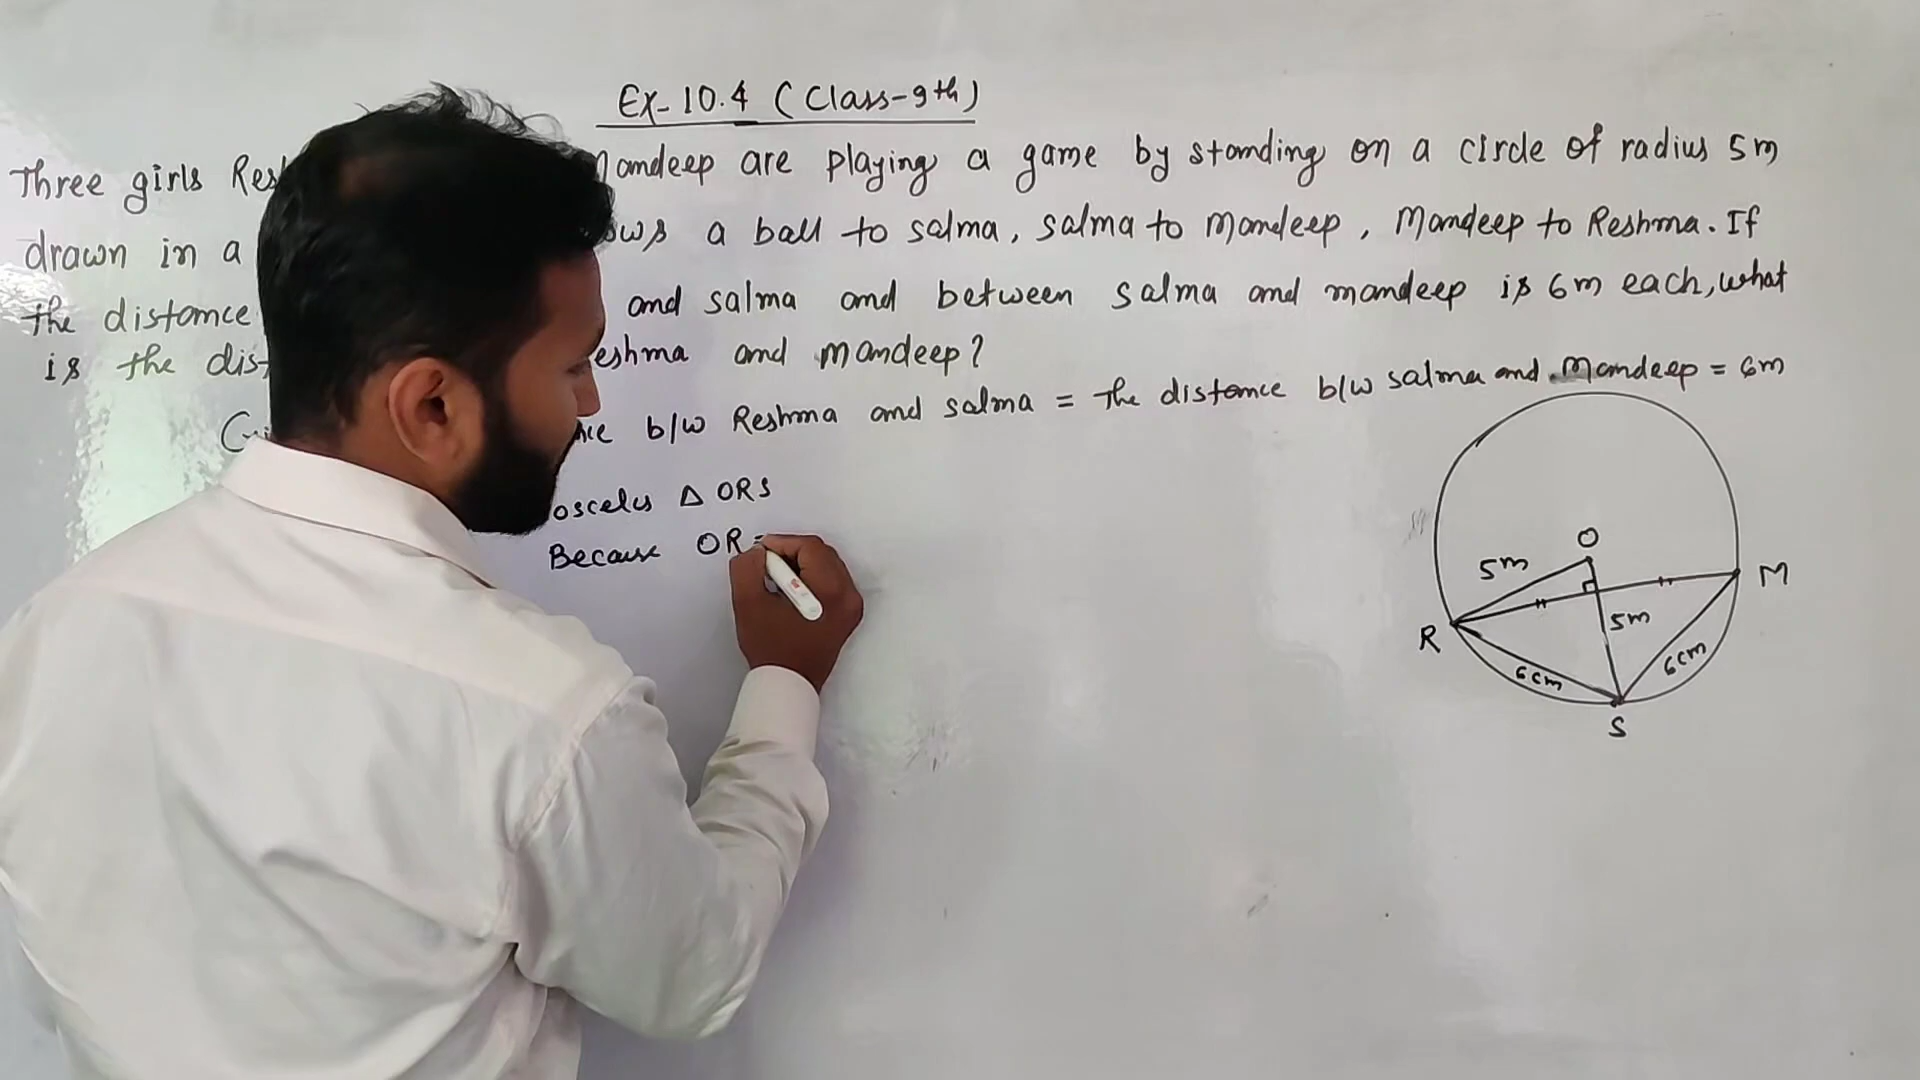 Ex-10.4 (Class-9th)
Three girls Res andeep are playing a game by standing on a circle of radius 5m
drawn in a ows a ball to salma, salma to Mandeep, Mandeep to Reshma. If
the distance and salma and between salma and mandeep is 6m each, what
is the dist eshma and mandeep?
b/w Reshma and salma = the distance b/w salma and Mandeep = 6m
osceles Δ ORS
Because OR =
O
5m
M
5m
R
6cm
6cm
S